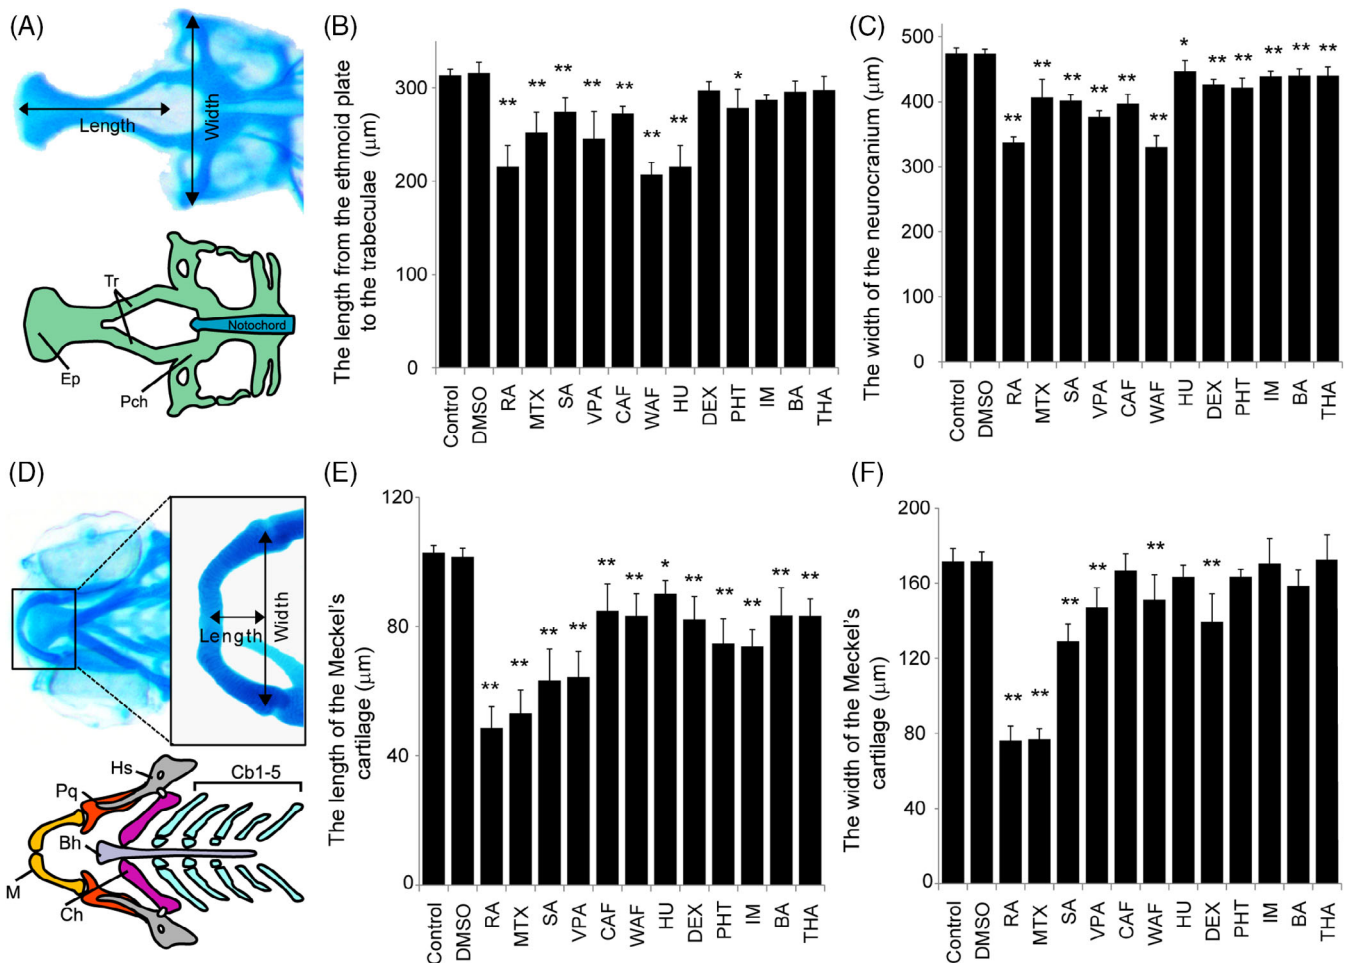 (A)
Length
Width
Tr
Notochord
Ep
Pch
(B)
The length from the ethmoid plate
to the trabeculae (μm)
300
200
100
0
** ** ** ** ** ** ** *
Control DMSO RA MTX SA VPA CAF WAF HU DEX PHT IM BA THA
(C)
The width of the neurocranium (μm)
500
400
300
200
100
0
** ** ** ** ** ** * ** ** ** ** **
Control DMSO RA MTX SA VPA CAF WAF HU DEX PHT IM BA THA
(D)
Length
Width
Hs
Cb1-5
Pq
Bh
M
Ch
(E)
The length of the Meckel's
cartilage (μm)
120
80
40
0
** ** ** ** ** ** * ** ** ** ** **
Control DMSO RA MTX SA VPA CAF WAF HU DEX PHT IM BA THA
(F)
The width of the Meckel's
cartilage (μm)
200
160
120
80
40
0
** ** ** ** ** **
Control DMSO RA MTX SA VPA CAF WAF HU DEX PHT IM BA THA